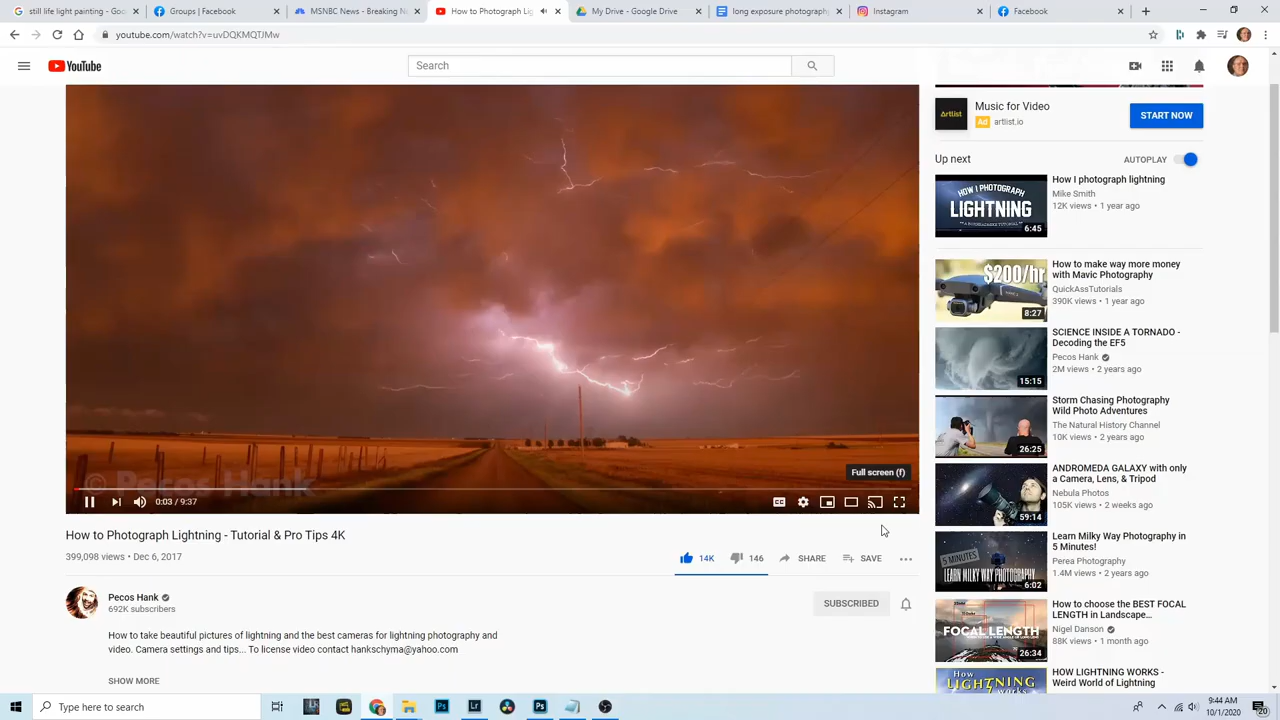 still life light painting - Goo
Groups | Facebook
MSNBC News - Breaking Ne
How to Photograph Lig
My Drive - Google Drive
long exposure photography
Instagram
Facebook
youtube.com/watch?v=uvDQKMQTJMw
YouTube
Search
Artlist
Music for Video
Ad artlist.io
START NOW
Up next
AUTOPLAY
HOW I PHOTOGRAPH
LIGHTNING
6:45
How I photograph lightning
Mike Smith
12K views • 1 year ago
$200/hr
8:27
How to make way more money
with Mavic Photography
QuickAssTutorials
390K views • 1 year ago
15:15
SCIENCE INSIDE A TORNADO -
Decoding the EF5
Pecos Hank
2M views • 2 years ago
26:25
Storm Chasing Photography
Wild Photo Adventures
The Natural History Channel
10K views • 2 years ago
59:14
ANDROMEDA GALAXY with only
a Camera, Lens, & Tripod
Nebula Photos
105K views • 2 weeks ago
5 MINUTES
LEARN MILKY WAY PHOTOGRAPHY
6:02
Learn Milky Way Photography in
5 Minutes!
Perea Photography
1.4M views • 2 years ago
FOCAL LENGTH
26:34
How to choose the BEST FOCAL
LENGTH in Landscape...
Nigel Danson
88K views • 1 month ago
How
LIGHTNING
Works
HOW LIGHTNING WORKS -
Weird World of Lightning
© Pecos Hank
Full screen (f)
0:03 / 9:37
CC
How to Photograph Lightning - Tutorial & Pro Tips 4K
399,098 views • Dec 6, 2017
14K
146
SHARE
SAVE
Pecos Hank
692K subscribers
SUBSCRIBED
How to take beautiful pictures of lightning and the best cameras for lightning photography and
video. Camera settings and tips... To license video contact hankschyma@yahoo.com
SHOW MORE
Type here to search
Ps
Lr
Ps
9:44 AM
10/1/2020
20